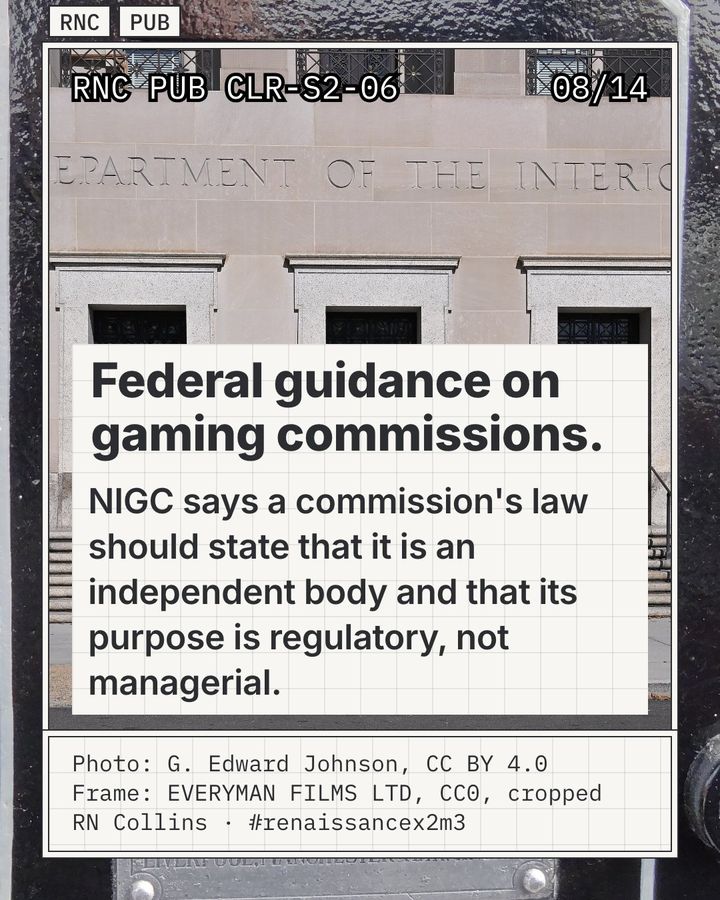 RNC PUB
RNC PUB CLR-S2-06 08/14
EPARTMENT OF THE INTERIO
Federal guidance on
gaming commissions.
NIGC says a commission's law
should state that it is an
independent body and that its
purpose is regulatory, not
managerial.
Photo: G. Edward Johnson, CC BY 4.0
Frame: EVERYMAN FILMS LTD, CC0, cropped
RN Collins · #renaissancex2m3